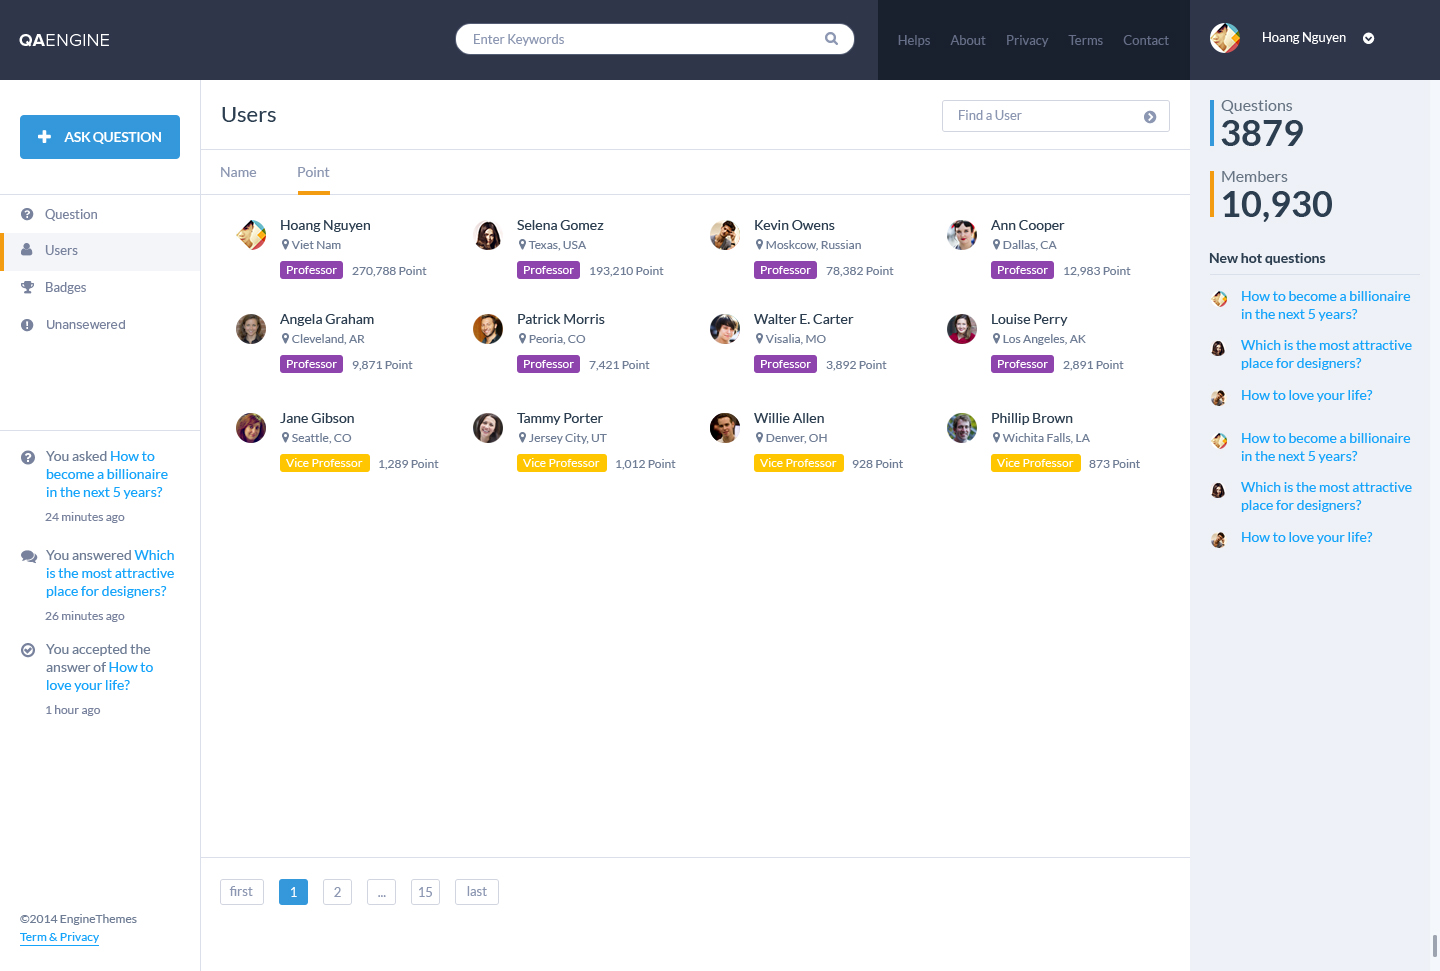 QAENGINE
Enter Keywords
Helps About Privacy Terms Contact
Hoang Nguyen
ASK QUESTION
Question
Users
Badges
Unansewered
You asked How to
become a billionaire
in the next 5 years?
24 minutes ago
You answered Which
is the most attractive
place for designers?
26 minutes ago
You accepted the
answer of How to
love your life?
1 hour ago
©2014 EngineThemes
Term & Privacy
Users
Find a User
Name Point
Hoang Nguyen
Viet Nam
Professor 270,788 Point
Selena Gomez
Texas, USA
Professor 193,210 Point
Kevin Owens
Moskcow, Russian
Professor 78,382 Point
Ann Cooper
Dallas, CA
Professor 12,983 Point
Angela Graham
Cleveland, AR
Professor 9,871 Point
Patrick Morris
Peoria, CO
Professor 7,421 Point
Walter E. Carter
Visalia, MO
Professor 3,892 Point
Louise Perry
Los Angeles, AK
Professor 2,891 Point
Jane Gibson
Seattle, CO
Vice Professor 1,289 Point
Tammy Porter
Jersey City, UT
Vice Professor 1,012 Point
Willie Allen
Denver, OH
Vice Professor 928 Point
Phillip Brown
Wichita Falls, LA
Vice Professor 873 Point
first 1 2 ... 15 last
Questions
3879
Members
10,930
New hot questions
How to become a billionaire
in the next 5 years?
Which is the most attractive
place for designers?
How to love your life?
How to become a billionaire
in the next 5 years?
Which is the most attractive
place for designers?
How to love your life?